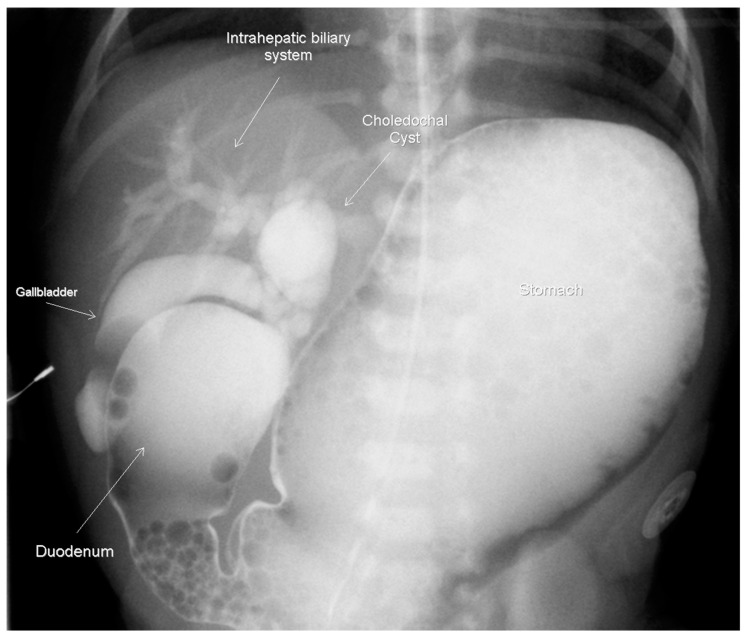 Intrahepatic biliary
system
Choledochal
Cyst
Gallbladder
Stomach
Duodenum